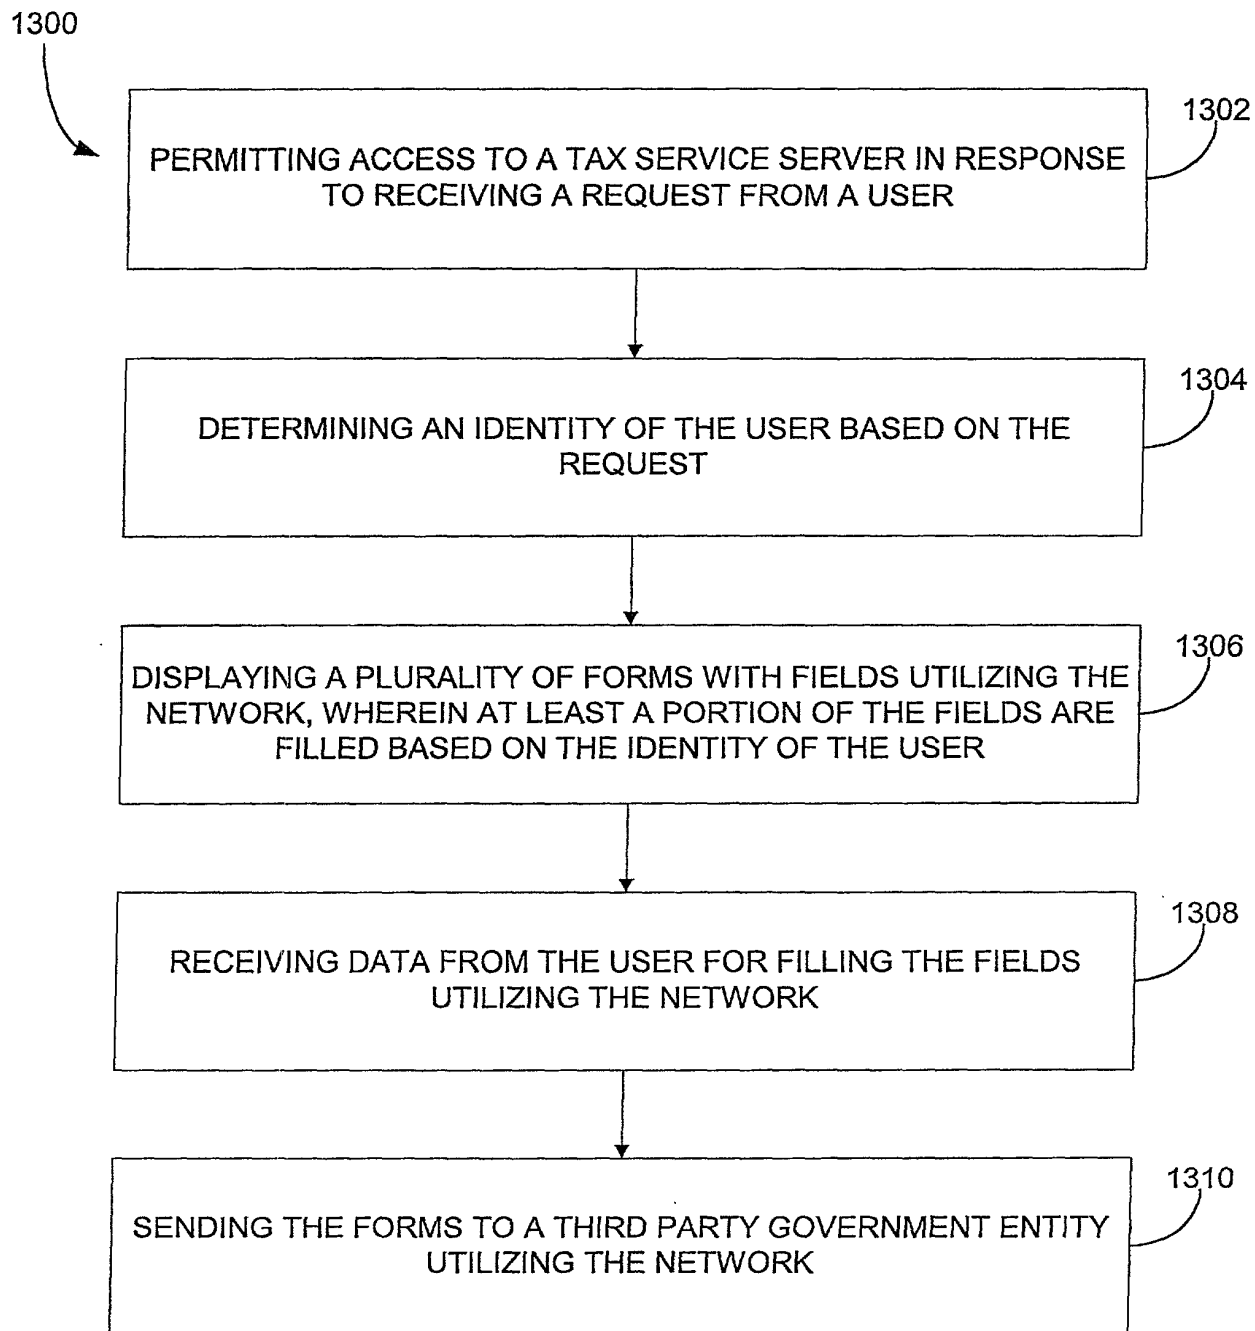 1300
1302
PERMITTING ACCESS TO A TAX SERVICE SERVER IN RESPONSE
TO RECEIVING A REQUEST FROM A USER
1304
DETERMINING AN IDENTITY OF THE USER BASED ON THE
REQUEST
1306
DISPLAYING A PLURALITY OF FORMS WITH FIELDS UTILIZING THE
NETWORK, WHEREIN AT LEAST A PORTION OF THE FIELDS ARE
FILLED BASED ON THE IDENTITY OF THE USER
1308
RECEIVING DATA FROM THE USER FOR FILLING THE FIELDS
UTILIZING THE NETWORK
1310
SENDING THE FORMS TO A THIRD PARTY GOVERNMENT ENTITY
UTILIZING THE NETWORK